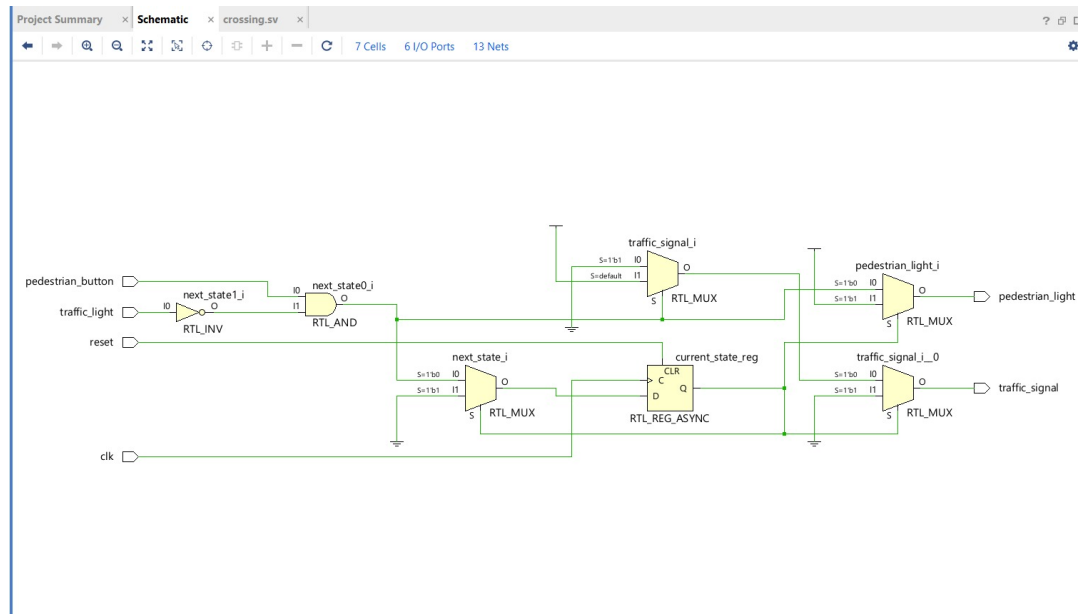 Project Summary × Schematic × crossing.sv ×
7 Cells 6 I/O Ports 13 Nets
traffic_signal_i
S=1'b1 I0 O
S=default I1
S RTL_MUX
pedestrian_light_i
S=1'b0 I0 O
S=1'b1 I1
S RTL_MUX
pedestrian_light
pedestrian_button
next_state0_i
I0 O
I1
RTL_AND
next_state1_i
traffic_light
I0 O
RTL_INV
reset
next_state_i
S=1'b0 I0 O
S=1'b1 I1
S RTL_MUX
current_state_reg
CLR
C
Q
D
RTL_REG_ASYNC
traffic_signal_i__0
S=1'b0 I0 O
S=1'b1 I1
S RTL_MUX
traffic_signal
clk